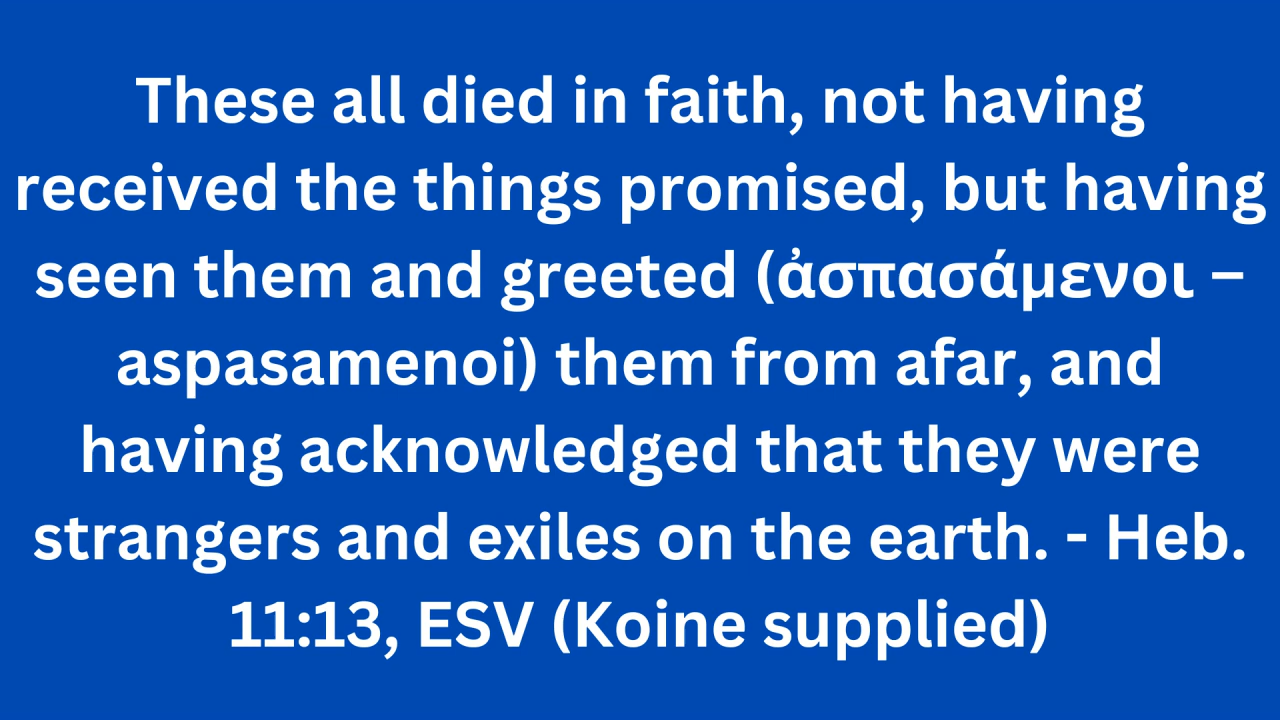 These all died in faith, not having
received the things promised, but having
seen them and greeted (ἀσπασάμενοι –
aspasamenoi) them from afar, and
having acknowledged that they were
strangers and exiles on the earth. - Heb.
11:13, ESV (Koine supplied)